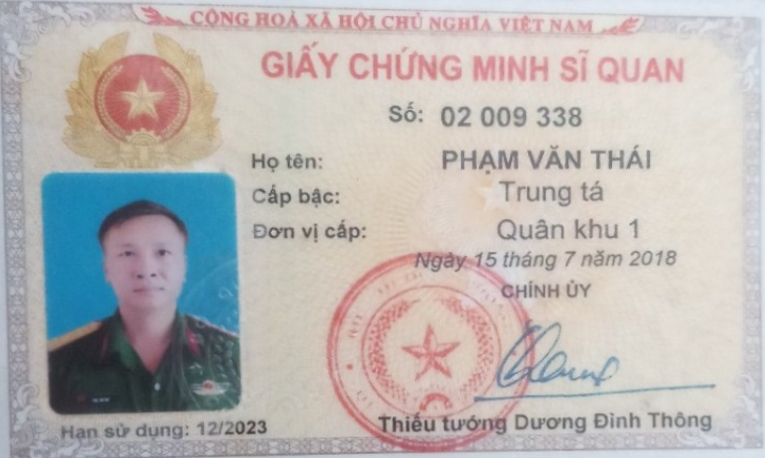 CỘNG HOÀ XÃ HỘI CHỦ NGHĨA VIỆT NAM
GIẤY CHỨNG MINH SĨ QUAN
Số: 02 009 338
Họ tên: PHẠM VĂN THÁI
Cấp bậc: Trung tá
Đơn vị cấp: Quân khu 1
Ngày 15 tháng 7 năm 2018
CHÍNH ỦY
Thiếu tướng Dương Đình Thông
Hạn sử dụng: 12/2023